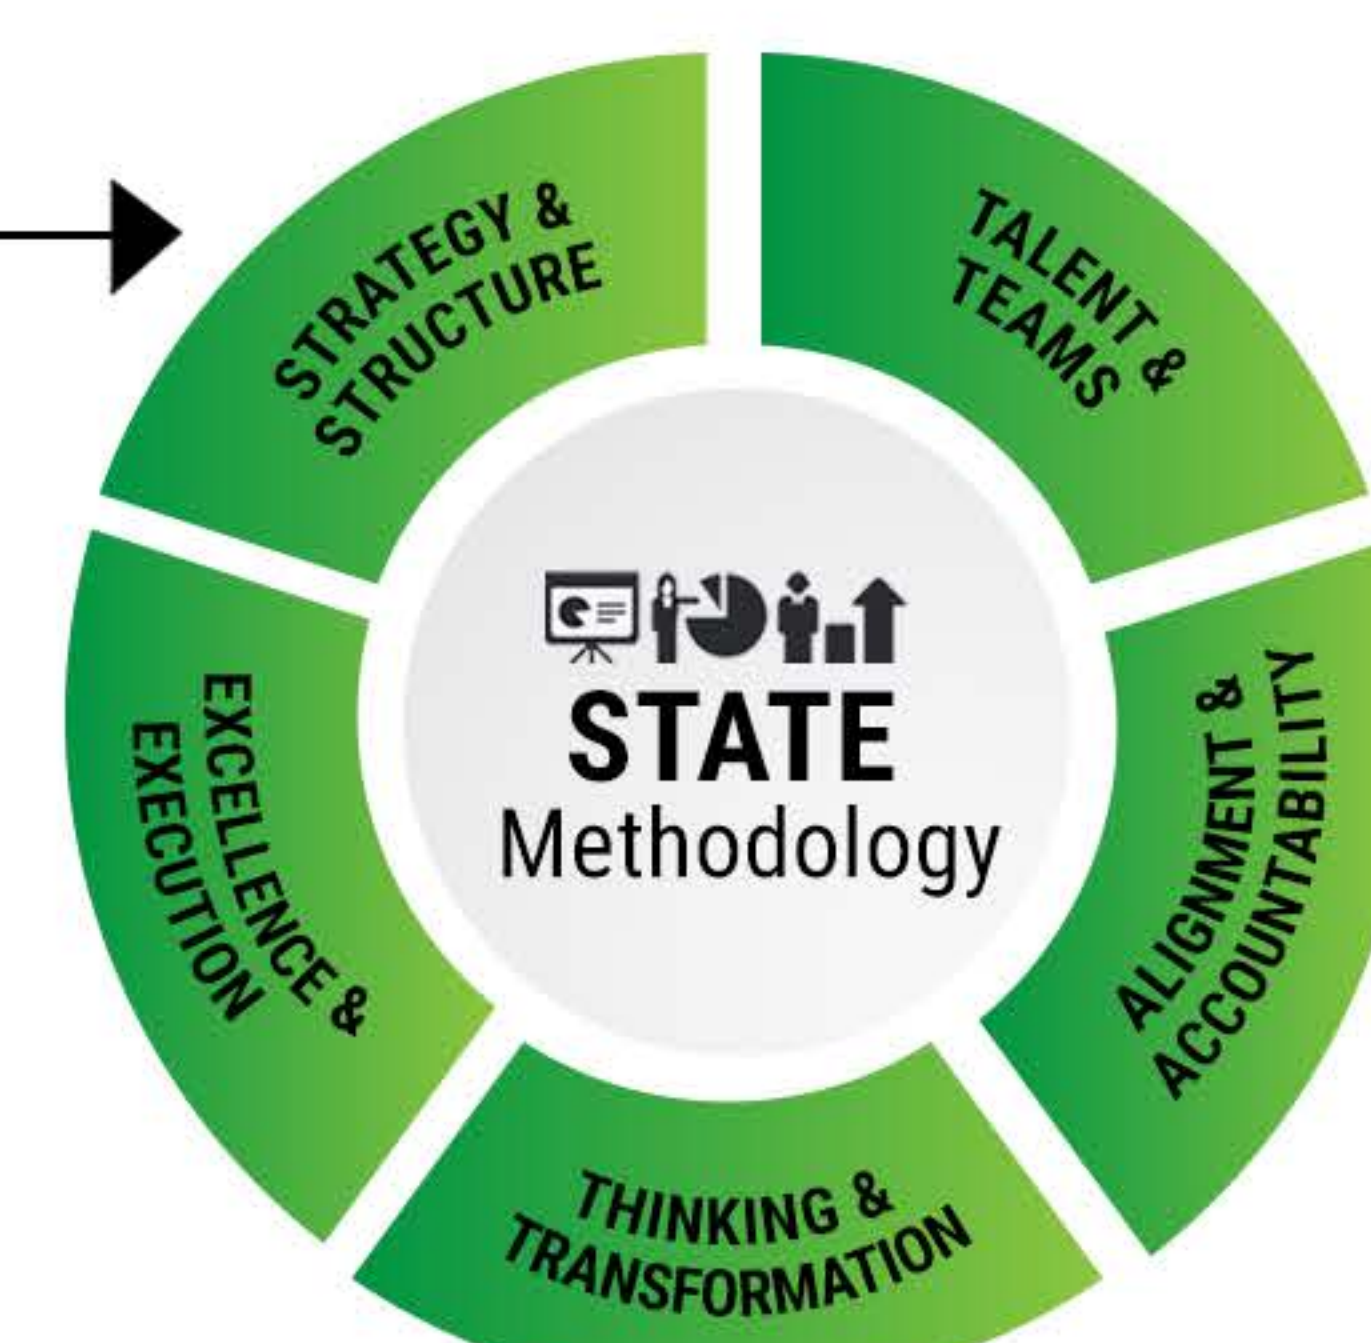 STRATEGY &
STRUCTURE
TALENT &
TEAMS
ALIGNMENT &
ACCOUNTABILITY
THINKING &
TRANSFORMATION
EXCELLENCE &
EXECUTION
STATE
Methodology